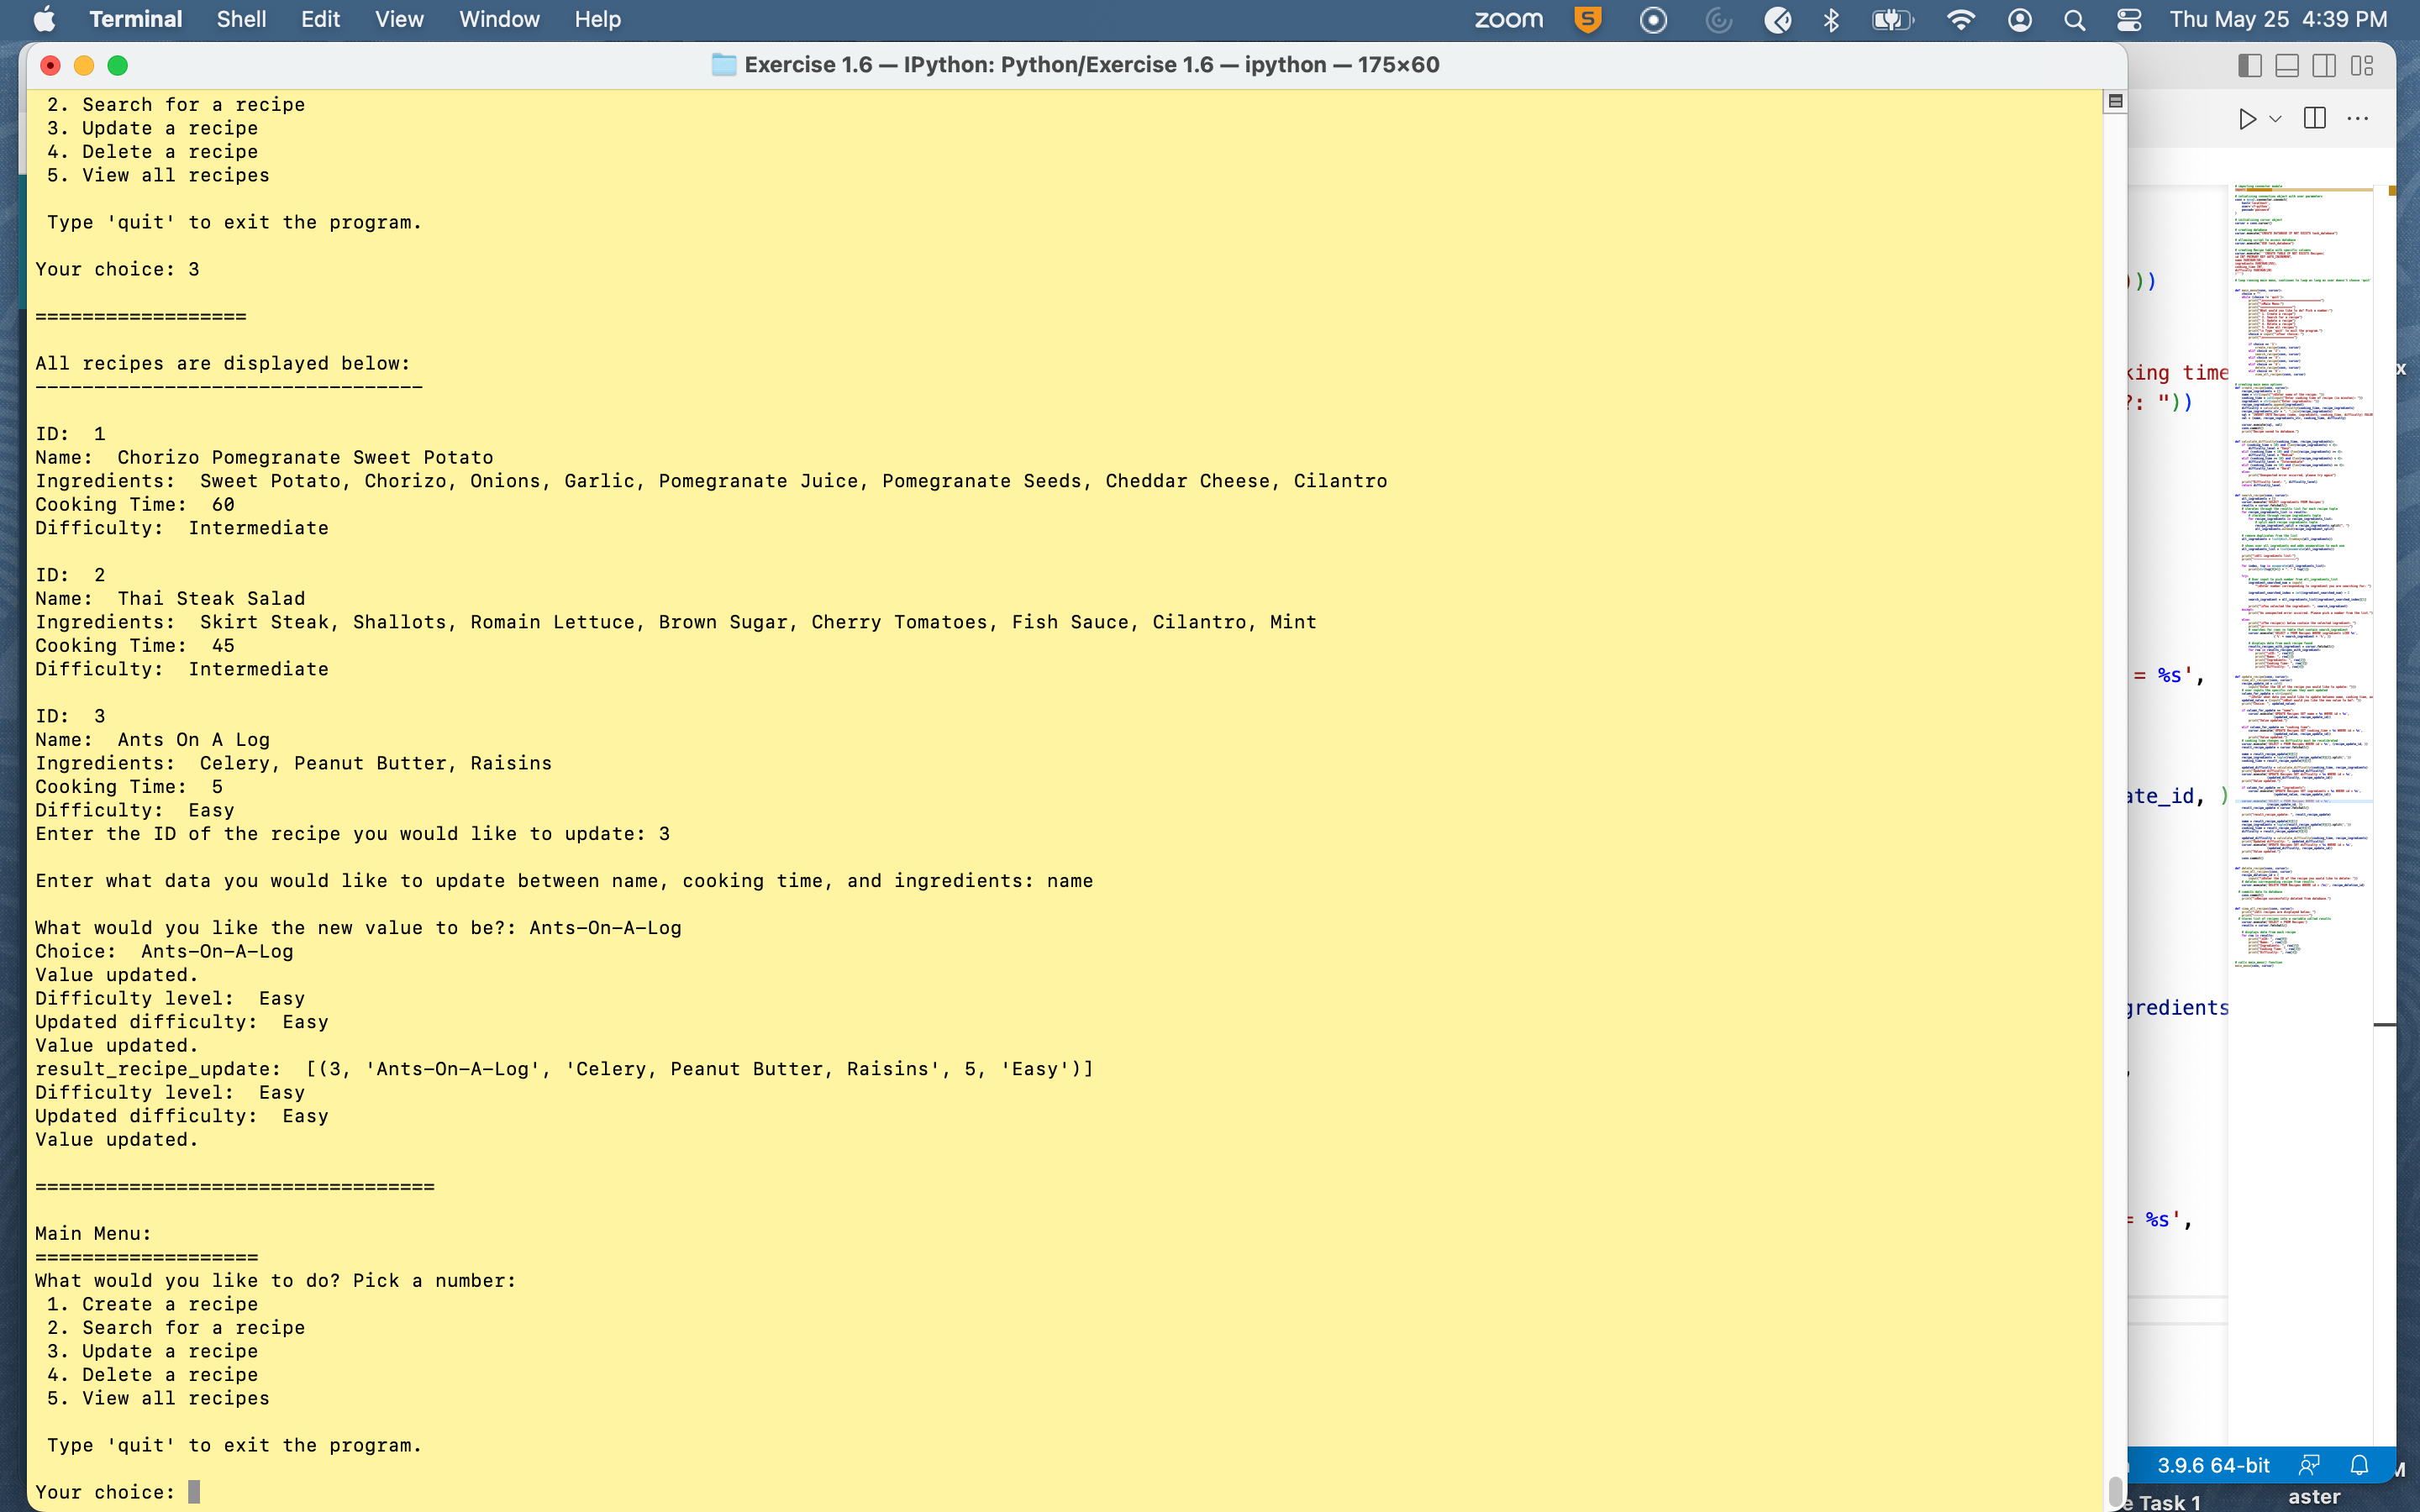 Terminal Shell Edit View Window Help zoom S Thu May 25 4:39 PM
Exercise 1.6 — IPython: Python/Exercise 1.6 — ipython — 175×60
2. Search for a recipe
3. Update a recipe
4. Delete a recipe
5. View all recipes
Type 'quit' to exit the program.
Your choice: 3
==================
All recipes are displayed below:
---------------------------------
ID: 1
Name: Chorizo Pomegranate Sweet Potato
Ingredients: Sweet Potato, Chorizo, Onions, Garlic, Pomegranate Juice, Pomegranate Seeds, Cheddar Cheese, Cilantro
Cooking Time: 60
Difficulty: Intermediate
ID: 2
Name: Thai Steak Salad
Ingredients: Skirt Steak, Shallots, Romain Lettuce, Brown Sugar, Cherry Tomatoes, Fish Sauce, Cilantro, Mint
Cooking Time: 45
Difficulty: Intermediate
ID: 3
Name: Ants On A Log
Ingredients: Celery, Peanut Butter, Raisins
Cooking Time: 5
Difficulty: Easy
Enter the ID of the recipe you would like to update: 3
Enter what data you would like to update between name, cooking time, and ingredients: name
What would you like the new value to be?: Ants-On-A-Log
Choice: Ants-On-A-Log
Value updated.
Difficulty level: Easy
Updated difficulty: Easy
Value updated.
result_recipe_update: [(3, 'Ants-On-A-Log', 'Celery, Peanut Butter, Raisins', 5, 'Easy')]
Difficulty level: Easy
Updated difficulty: Easy
Value updated.
==================================
Main Menu:
===================
What would you like to do? Pick a number:
1. Create a recipe
2. Search for a recipe
3. Update a recipe
4. Delete a recipe
5. View all recipes
Type 'quit' to exit the program.
Your choice:
)))
king time
?: "))
= %s',
ate_id, )
gredients
= %s',
3.9.6 64-bit
e Task 1
aster